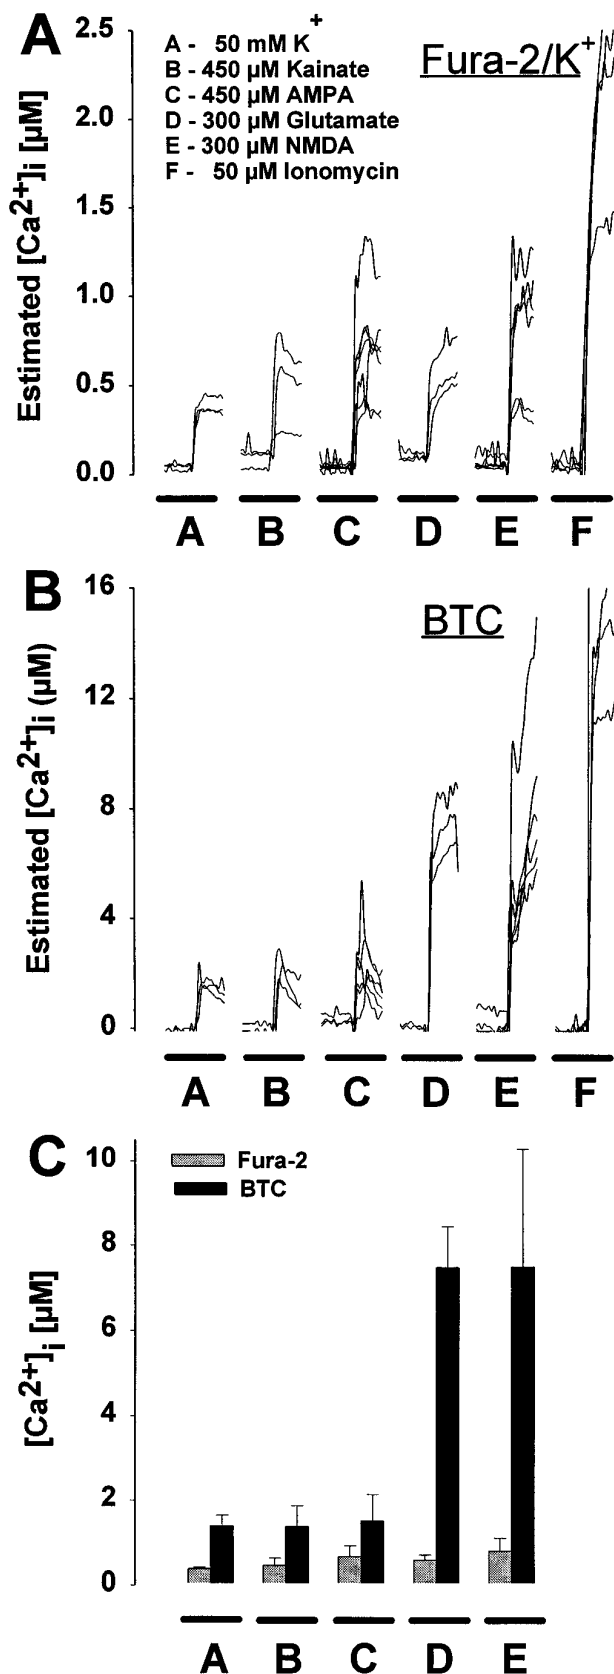 A
Fura-2/K+
A - 50 mM K+
B - 450 µM Kainate
C - 450 µM AMPA
D - 300 µM Glutamate
E - 300 µM NMDA
F - 50 µM Ionomycin
Estimated [Ca2+]i [µM]
2.5
2.0
1.5
1.0
0.5
0.0
A B C D E F
B
BTC
Estimated [Ca2+]i (µM)
16
12
8
4
0
A B C D E F
C
Fura-2
BTC
[Ca2+]i [µM]
10
8
6
4
2
0
A B C D E